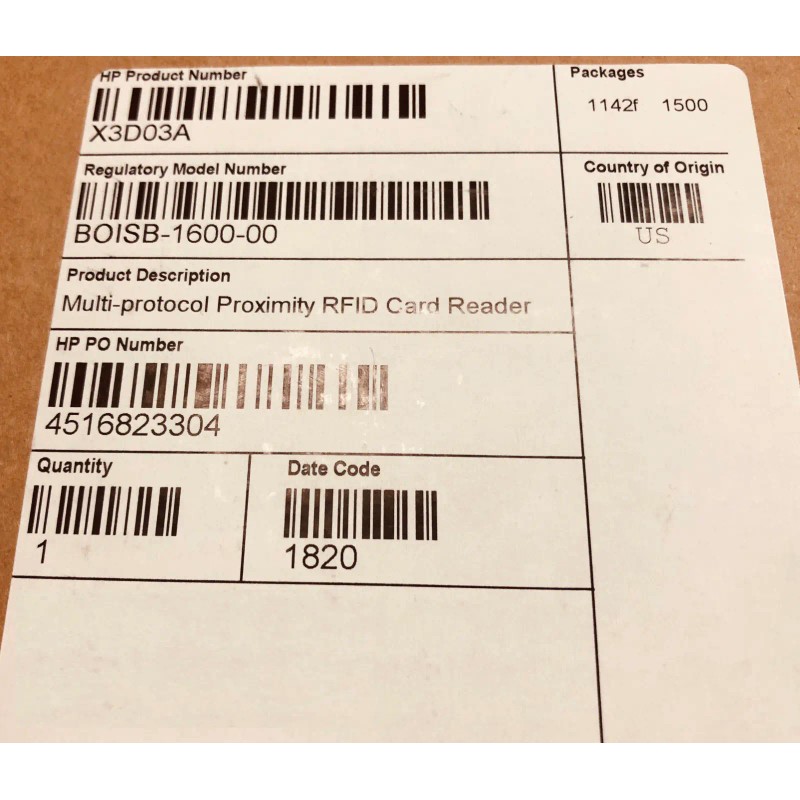 HP Product Number
X3D03A
Packages
1142f 1500
Regulatory Model Number
BOISB-1600-00
Country of Origin
US
Product Description
Multi-protocol Proximity RFID Card Reader
HP PO Number
4516823304
Quantity
1
Date Code
1820